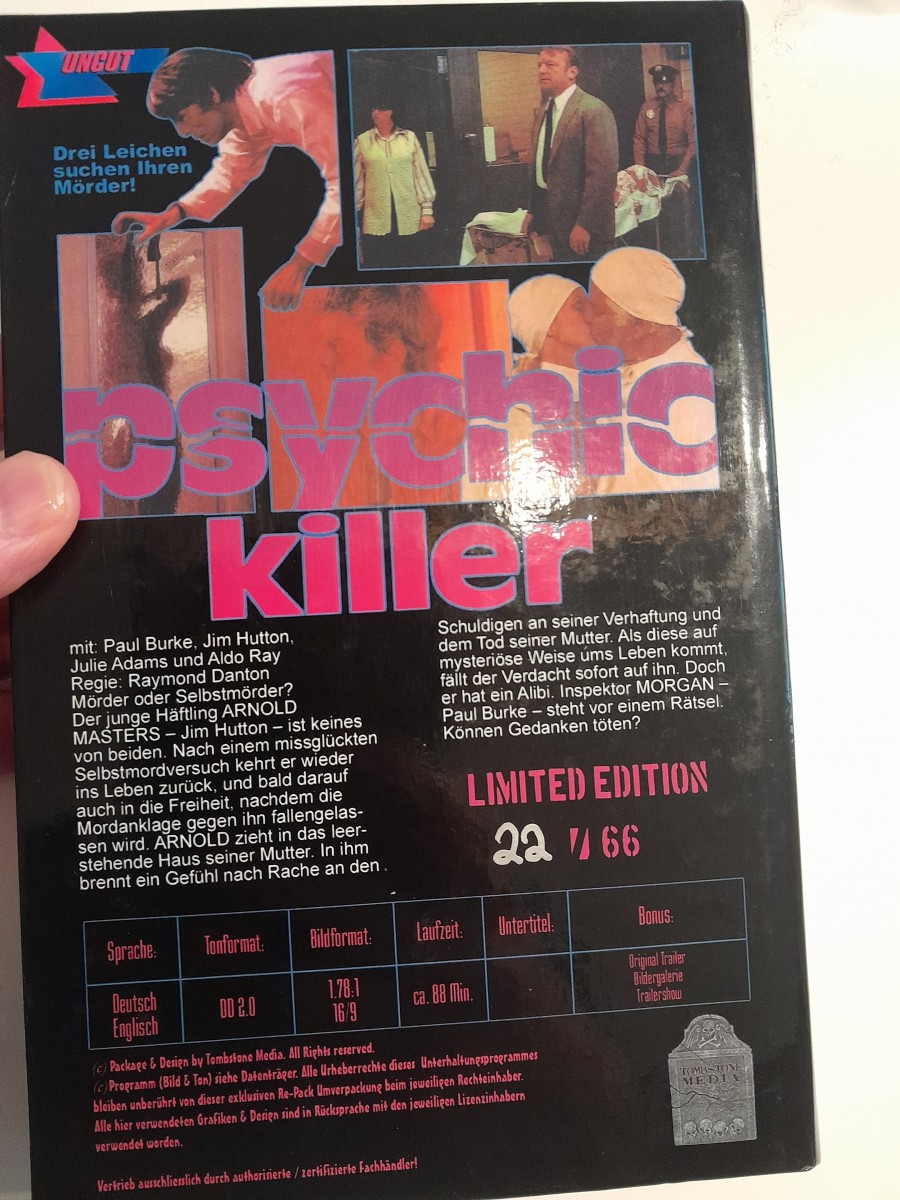 UNCUT
Drei Leichen
suchen Ihren
Mörder!
psychic
killer
mit: Paul Burke, Jim Hutton,
Julie Adams und Aldo Ray
Regie: Raymond Danton
Mörder oder Selbstmörder?
Der junge Häftling ARNOLD
MASTERS – Jim Hutton – ist keines
von beiden. Nach einem missglückten
Selbstmordversuch kehrt er wieder
ins Leben zurück, und bald darauf
auch in die Freiheit, nachdem die
Mordanklage gegen ihn fallengelas-
sen wird. ARNOLD zieht in das leer-
stehende Haus seiner Mutter. In ihm
brennt ein Gefühl nach Rache an den
Schuldigen an seiner Verhaftung und
dem Tod seiner Mutter. Als diese auf
mysteriöse Weise ums Leben kommt,
fällt der Verdacht sofort auf ihn. Doch
er hat ein Alibi. Inspektor MORGAN –
Paul Burke – steht vor einem Rätsel.
Können Gedanken töten?
LIMITED EDITION
22 / 66
Sprache: Tonformat: Bildformat: Laufzeit: Untertitel: Bonus:
Deutsch
Englisch
DD 2.0
1.78:1
16/9
ca. 88 Min.
Original Trailer
Bildergalerie
Trailershow
(c) Package & Design by Tombstone Media. All Rights reserved.
(c) Programm (Bild & Ton) siehe Datenträger. Alle Urheberrechte dieses Unterhaltungsprogrammes
bleiben unberührt von dieser exklusiven Re-Pack Umverpackung beim jeweiligen Rechteinhaber.
Alle hier verwendeten Grafiken & Design sind in Rücksprache mit den jeweiligen Lizenzinhabern
verwendet worden.
Vertrieb ausschliesslich durch authorisierte / zertifizierte Fachhändler!
TOMBSTONE
MEDIA